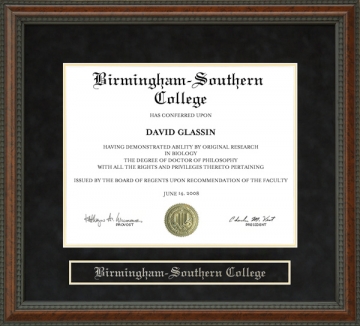 Birmingham-Southern
College
HAS CONFERRED UPON
DAVID GLASSIN
HAVING DEMONSTRATED ABILITY BY ORIGINAL RESEARCH
IN BIOLOGY
THE DEGREE OF DOCTOR OF PHILOSOPHY
WITH ALL THE RIGHTS AND PRIVILEGES THERETO PERTAINING
ISSUED BY THE BOARD OF REGENTS UPON RECOMMENDATION OF THE FACULTY
JUNE 14, 2008
PROVOST
PRESIDENT
Birmingham-Southern College